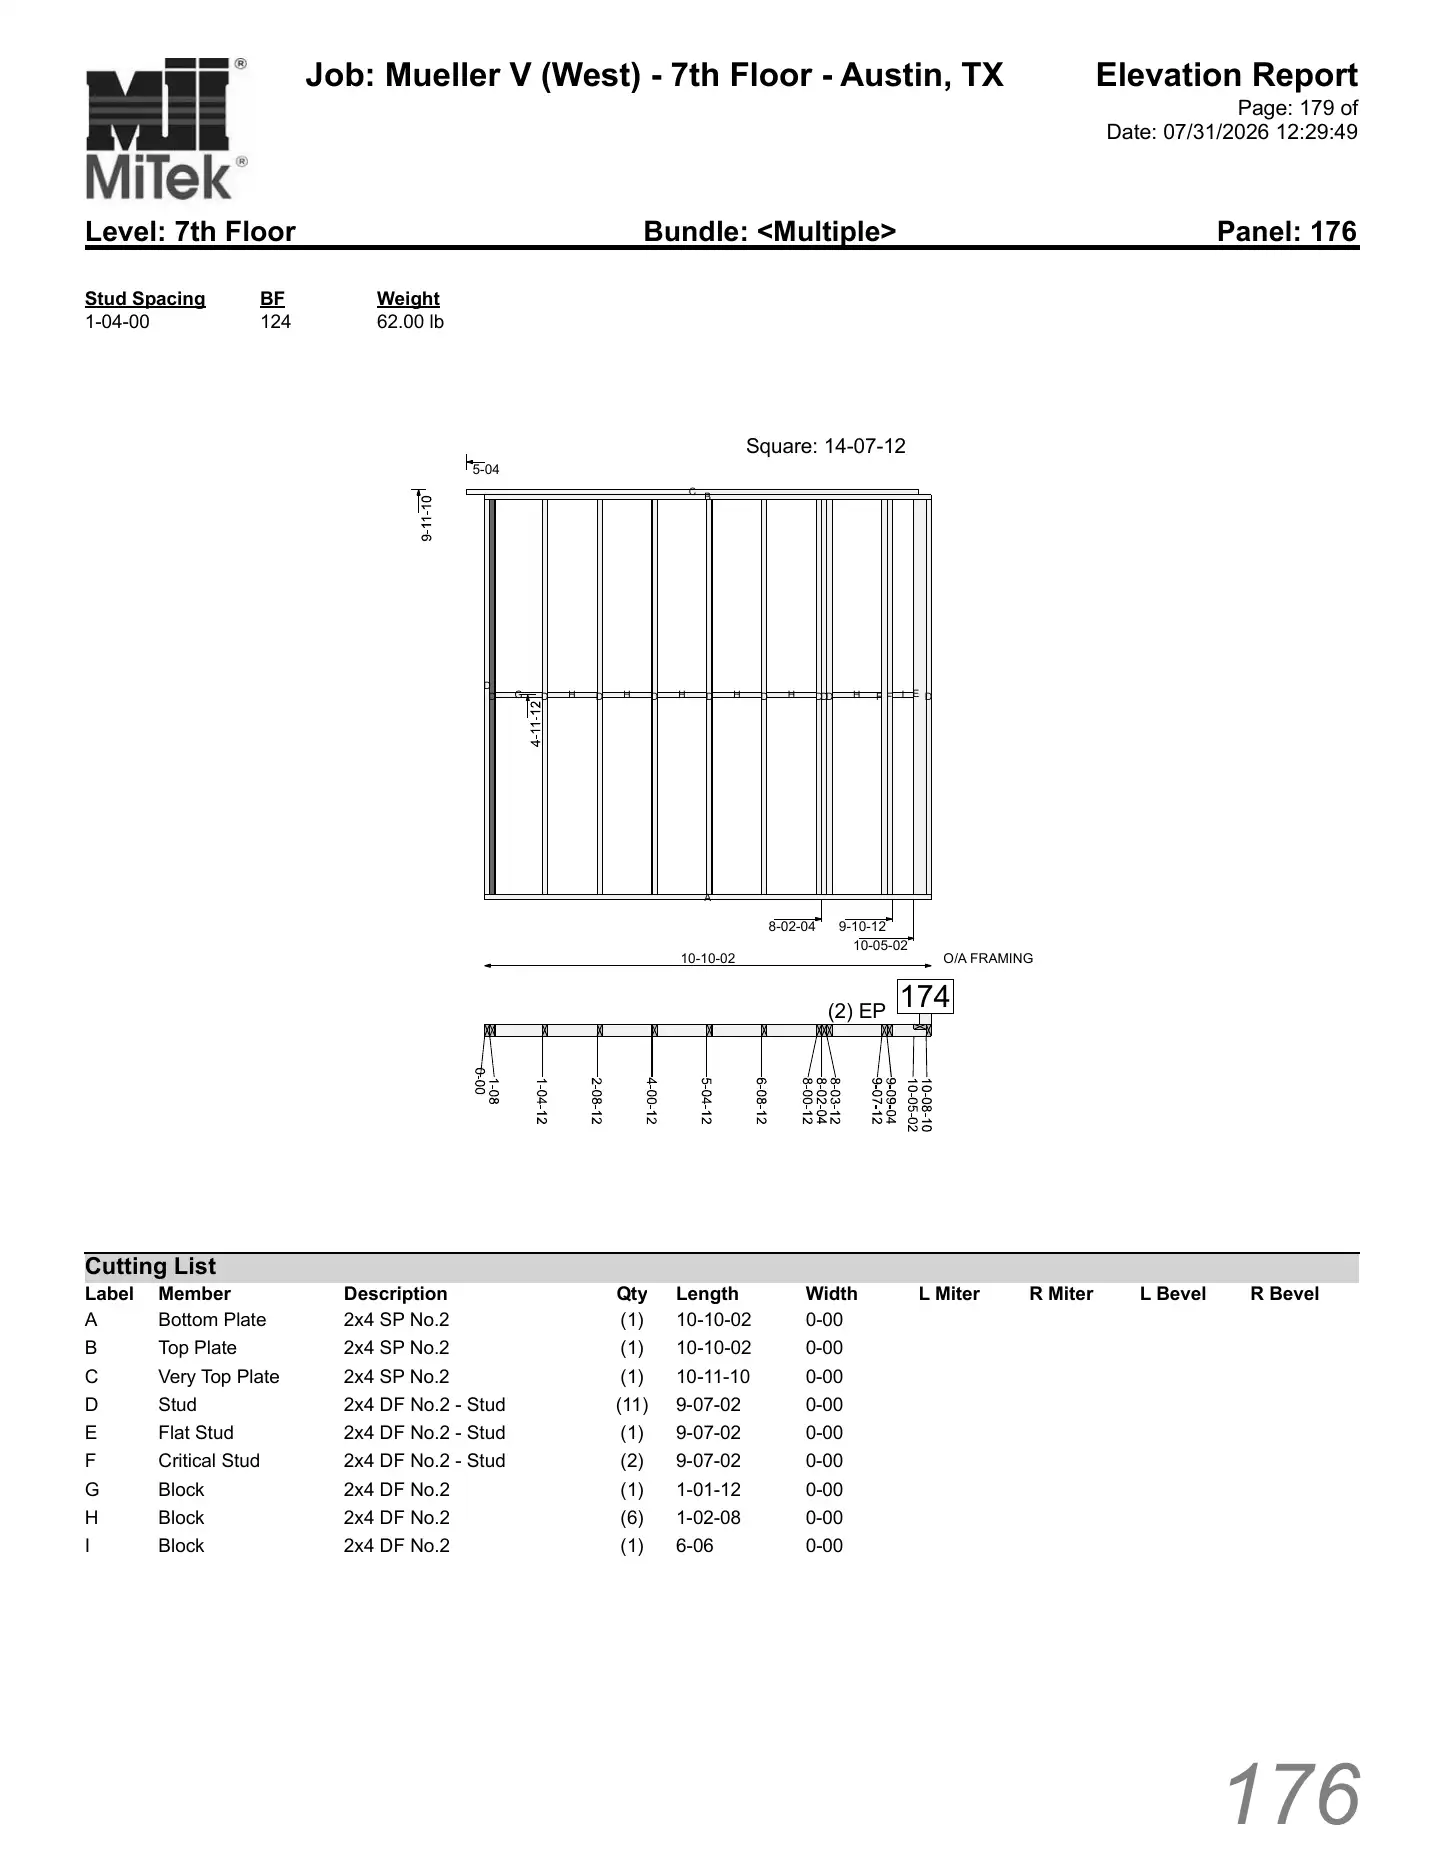 MiTek®
Job: Mueller V (West) - 7th Floor - Austin, TX
Elevation Report
Page: 179 of
Date: 07/31/2026 12:29:49
Level: 7th Floor Bundle: <Multiple> Panel: 176
Stud Spacing BF Weight
1-04-00 124 62.00 lb
Square: 14-07-12
5-04
9-11-10
C
B
D
D G D H D H D H D H D H D D D H F F I E D
4-11-12
A
8-02-04 9-10-12
10-05-02
10-10-02 O/A FRAMING
(2) EP 174
0-00 1-08 1-04-12 2-08-12 4-00-12 5-04-12 6-08-12 8-00-12 8-02-04 8-03-12 9-07-12 9-09-04 10-05-02 10-08-10
Cutting List
Label Member Description Qty Length Width L Miter R Miter L Bevel R Bevel
A Bottom Plate 2x4 SP No.2 (1) 10-10-02 0-00
B Top Plate 2x4 SP No.2 (1) 10-10-02 0-00
C Very Top Plate 2x4 SP No.2 (1) 10-11-10 0-00
D Stud 2x4 DF No.2 - Stud (11) 9-07-02 0-00
E Flat Stud 2x4 DF No.2 - Stud (1) 9-07-02 0-00
F Critical Stud 2x4 DF No.2 - Stud (2) 9-07-02 0-00
G Block 2x4 DF No.2 (1) 1-01-12 0-00
H Block 2x4 DF No.2 (6) 1-02-08 0-00
I Block 2x4 DF No.2 (1) 6-06 0-00
176